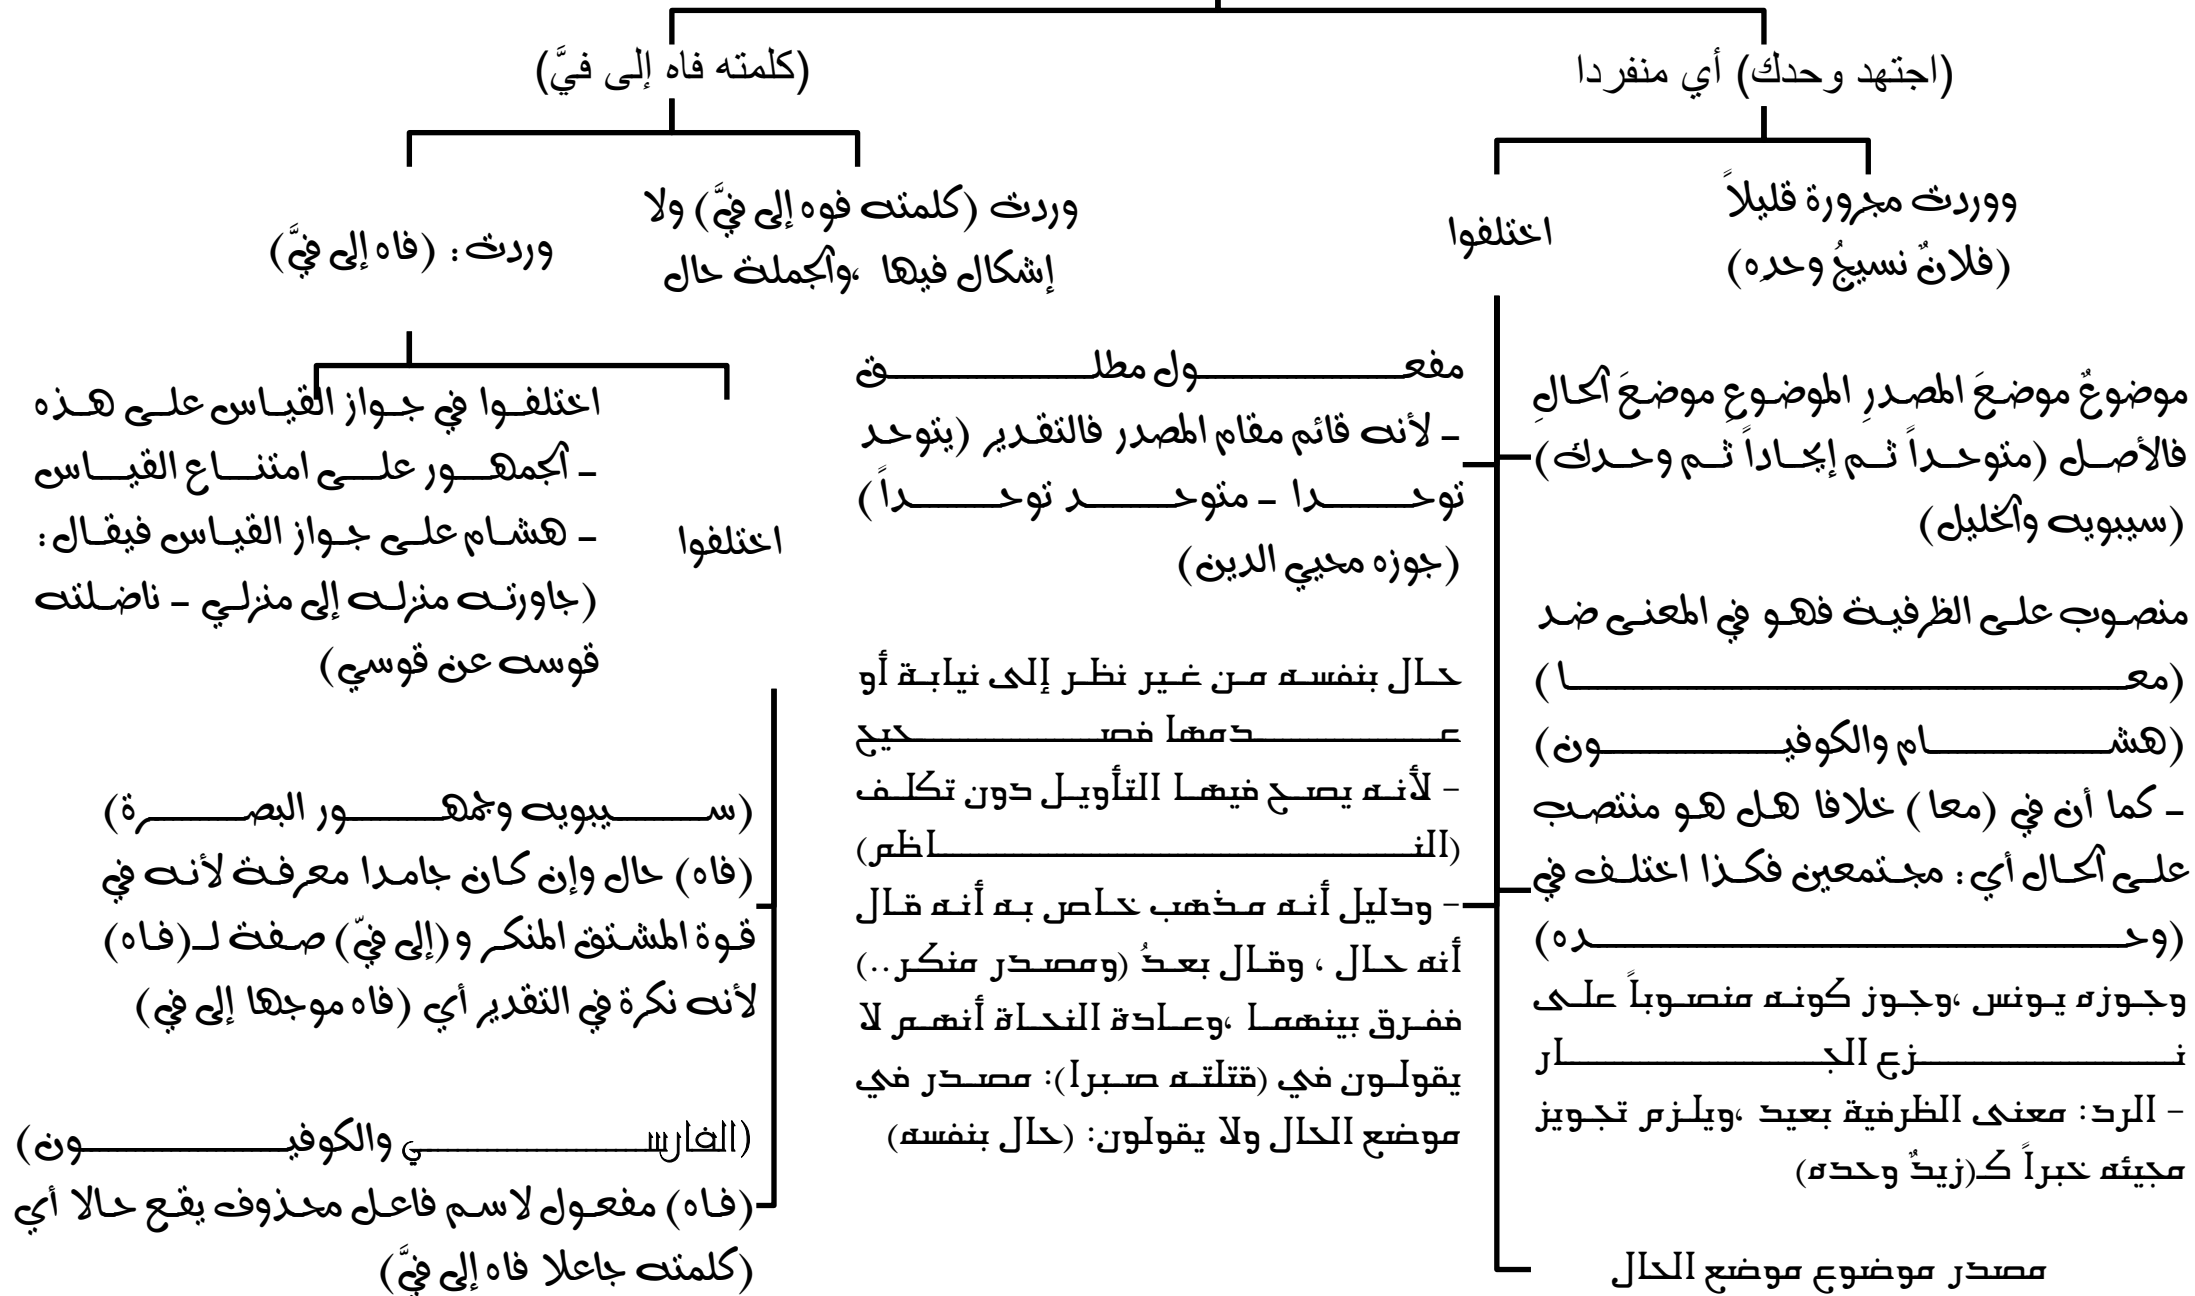 (اجتهد وحدك) أي منفردا
ووردت مجرورة قليلاً
(فلانٌ نسيجُ وحدِه)
اختلفوا
موضوعٌ موضعَ المصدرِ الموضوعِ موضعَ الحالِ
فالأصل (متوحداً ثم إيحاداً ثم وحدك)
(سيبويه والخليل)
منصوب على الظرفية فهو في المعنى ضد
(معا)
(هشام والكوفيون)
- كما أن في (معا) خلافا هل هو منتصب
على الحال أي: مجتمعين فكذا اختلف في
(وحده)
وجوزه يونس ،وجوز كونه منصوباً على
نزع الجار
- الرد: معنى الظرفية بعيد ،ويلزم تجويز
مجيئه خبراً كـ(زيدٌ وحده)
مصدر موضوع موضع الحال
مفعول مطلق
- لأنه قائم مقام المصدر فالتقدير (يتوحد
توحدا - متوحد توحداً)
(جوزه محيي الدين)
حال بنفسه من غير نظر إلى نيابة أو
عدمها فصحيح
- لأنه يصح فيها التأويل دون تكلف
(الناظم)
- ودليل أنه مذهب خاص به أنه قال
أنه حال ، وقال بعدُ (ومصدر منكر..)
ففرق بينهما ،وعادة النحاة أنهم لا
يقولون في (قتلته صبرا): مصدر في
موضع الحال ولا يقولون: (حال بنفسه)
(كلمته فاه إلى فيَّ)
وردت (كلمته فوه إلى فيَّ) ولا
إشكال فيها ،والجملة حال
وردت: (فاه إلى فيَّ)
اختلفوا
(سيبويه وجمهور البصرة)
(فاه) حال وإن كان جامدا معرفة لأنه في
قوة المشتق المنكر و(إلى فيّ) صفة لـ(فاه)
لأنه نكرة في التقدير أي (فاه موجها إلى في)
(الفارسي والكوفيون)
(فاه) مفعول لاسم فاعل محذوف يقع حالا أي
(كلمته جاعلا فاه إلى فيَّ)
اختلفوا في جواز القياس على هذه
- الجمهور على امتناع القياس
- هشام على جواز القياس فيقال:
(جاورته منزله إلى منزلي - ناضلته
قوسه عن قوسي)